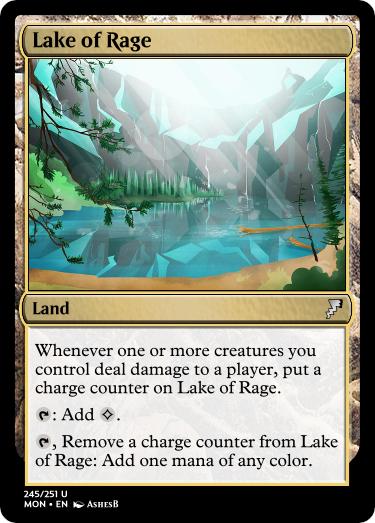 Lake of Rage
Land
Whenever one or more creatures you
control deal damage to a player, put a
charge counter on Lake of Rage.
: Add .
, Remove a charge counter from Lake
of Rage: Add one mana of any color.
245/251 U
MON • EN AshesB